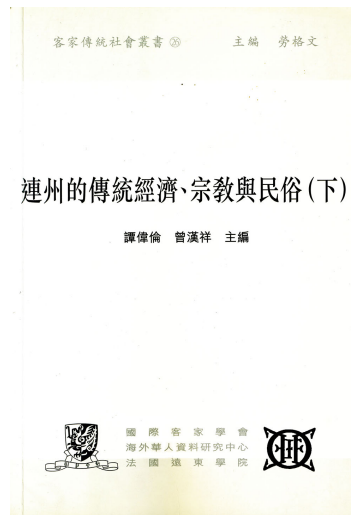 客家傳統社會叢書㉖ 主編 勞格文
連州的傳統經濟、宗教與民俗(下)
譚偉倫 曾漢祥 主編
國際客家學會
海外華人資料研究中心
法國遠東學院